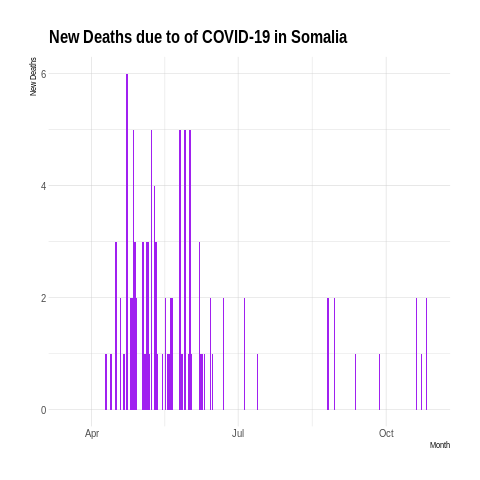 New Deaths due to of COVID-19 in Somalia
New Deaths
6
4
2
0
Apr
Jul
Oct
Month